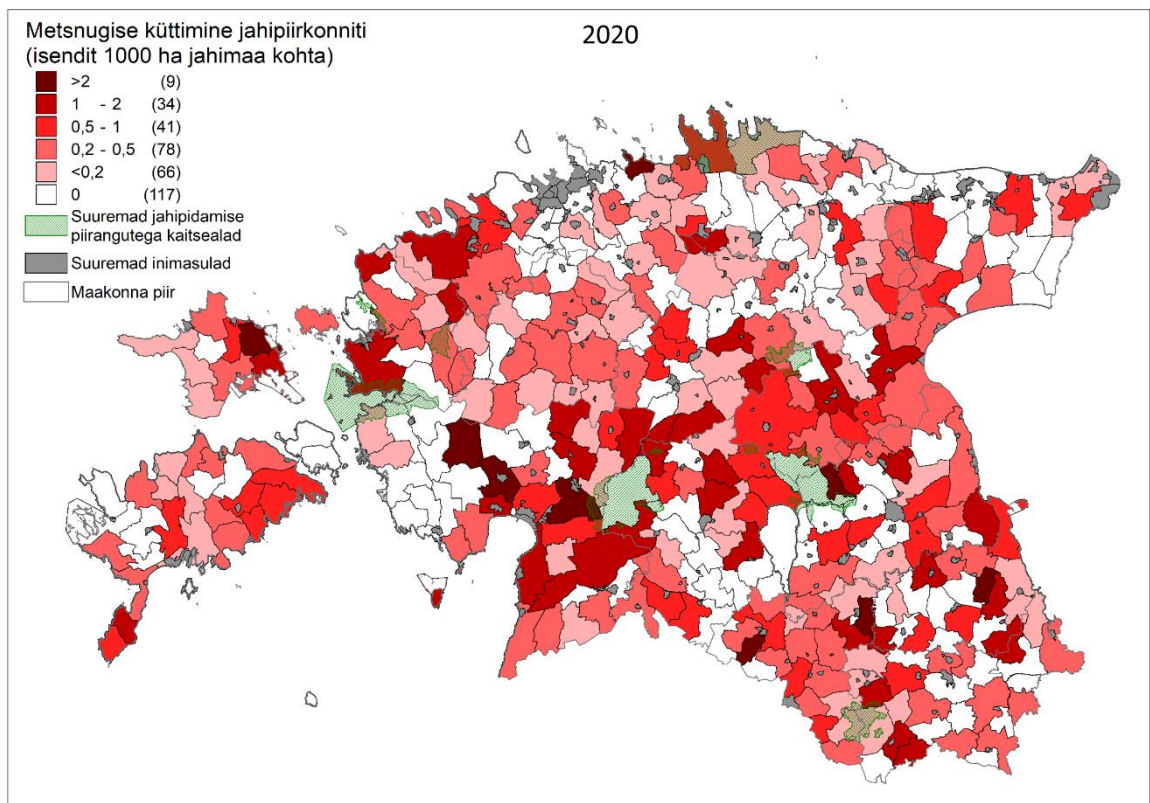 Metsnugise küttimine jahipiirkonniti
(isendit 1000 ha jahimaa kohta)
2020
>2 (9)
1 - 2 (34)
0,5 - 1 (41)
0,2 - 0,5 (78)
<0,2 (66)
0 (117)
Suuremad jahipidamise
piirangutega kaitsealad
Suuremad inimasulad
Maakonna piir